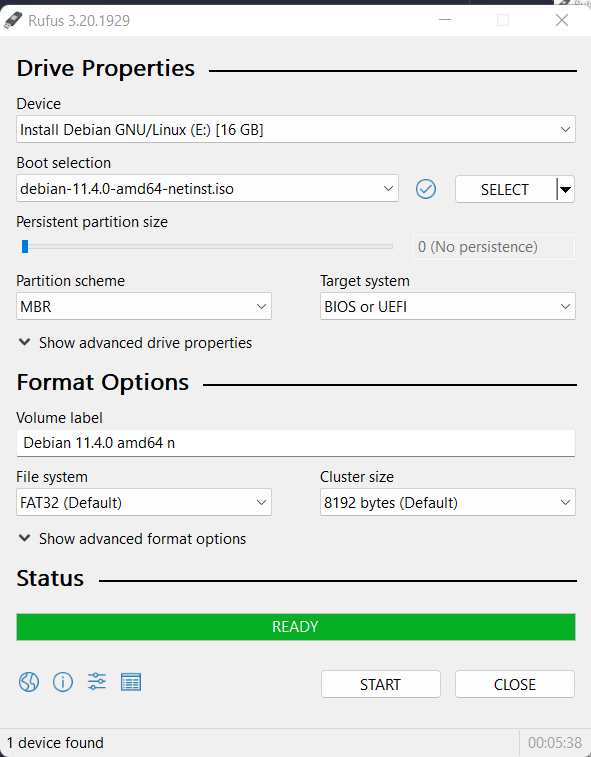 Rufus 3.20.1929
Drive Properties
Device
Install Debian GNU/Linux (E:) [16 GB]
Boot selection
debian-11.4.0-amd64-netinst.iso
SELECT
Persistent partition size
0 (No persistence)
Partition scheme
Target system
MBR
BIOS or UEFI
Show advanced drive properties
Format Options
Volume label
Debian 11.4.0 amd64 n
File system
Cluster size
FAT32 (Default)
8192 bytes (Default)
Show advanced format options
Status
READY
START
CLOSE
1 device found
00:05:38